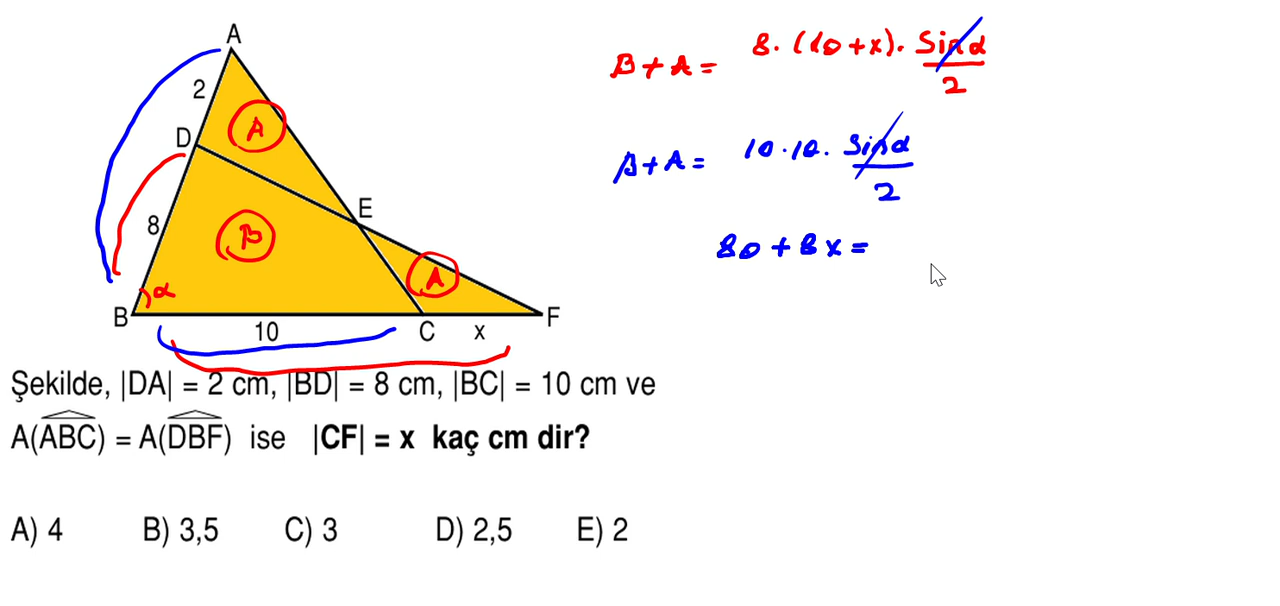 A
2
A
D
8
B
E
A
B
α
10
C
x
F
B + A = 8 . (10 + x) . Sinα / 2
B + A = 10 . 10 . Sinα / 2
80 + 8x =
Şekilde, |DA| = 2 cm, |BD| = 8 cm, |BC| = 10 cm ve
A(ABC) = A(DBF) ise |CF| = x kaç cm dir?
A) 4 B) 3,5 C) 3 D) 2,5 E) 2